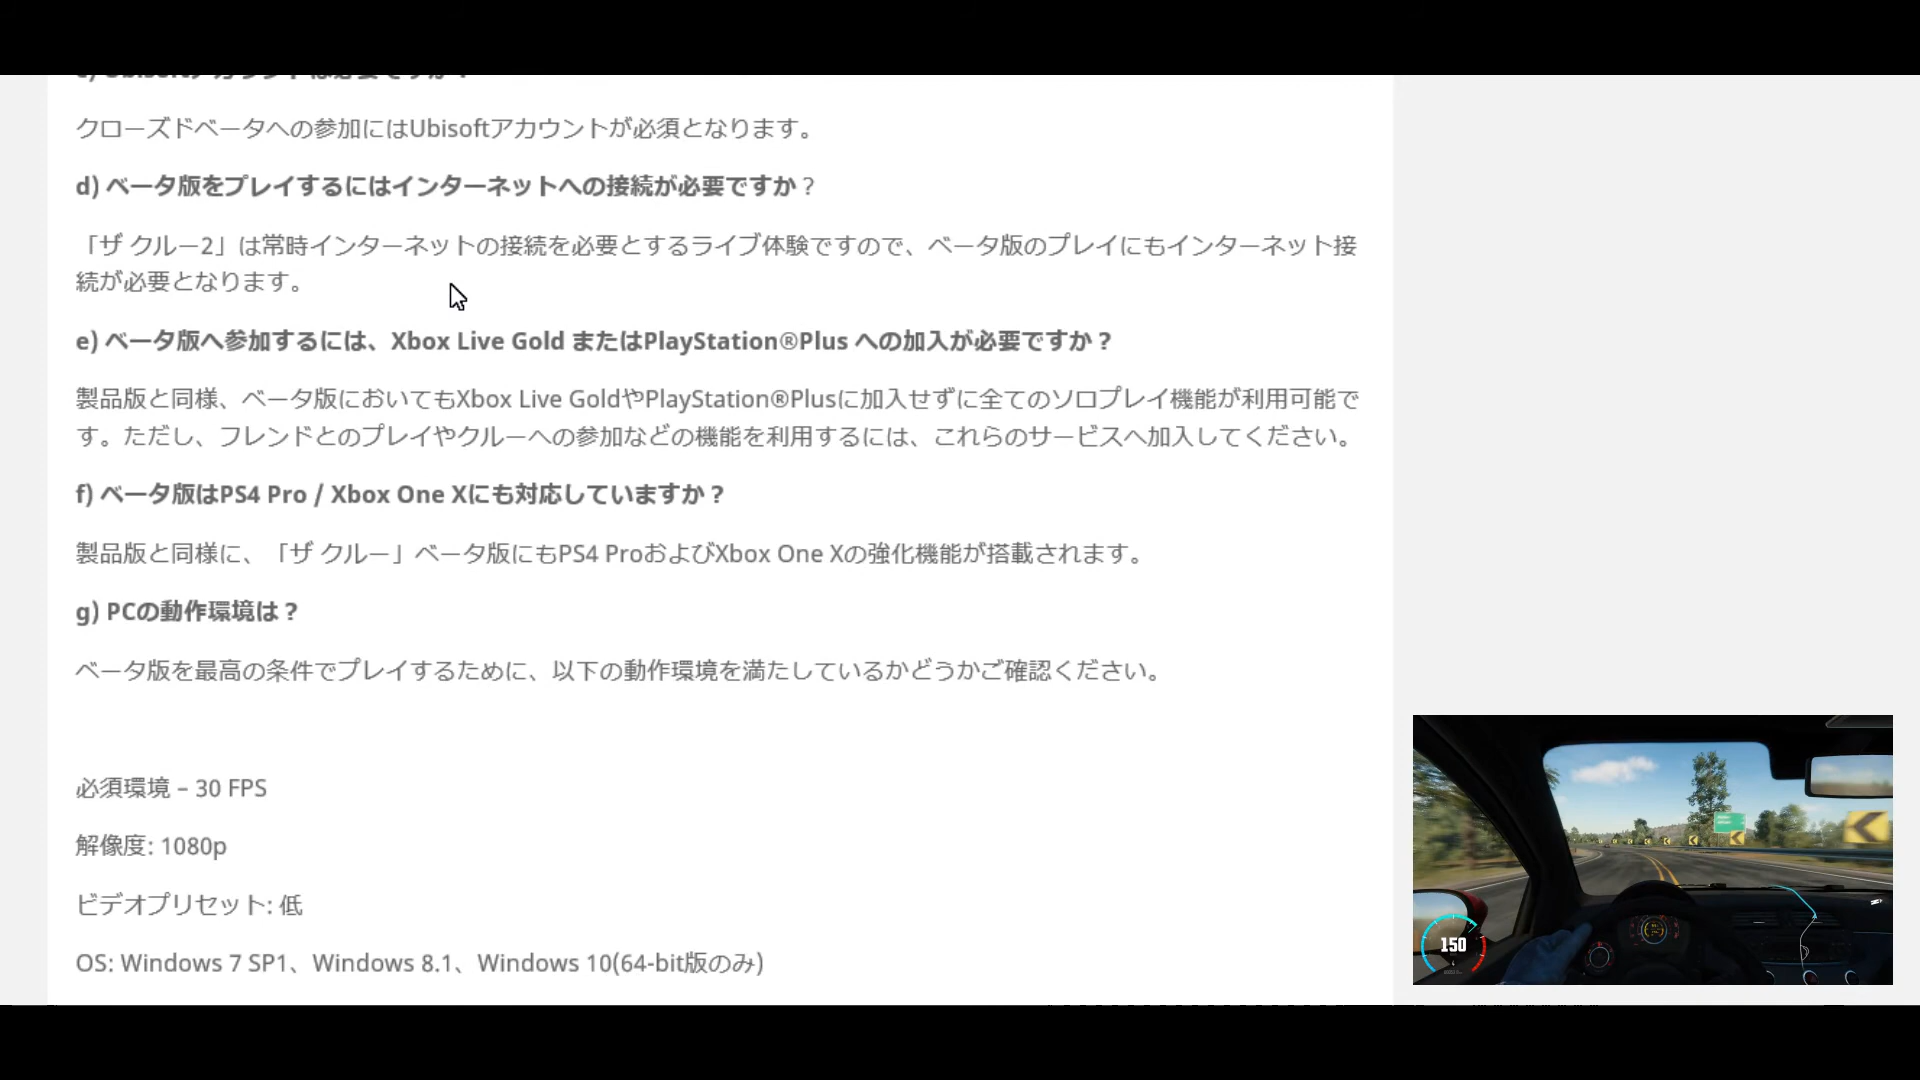 c) Ubisoftアカウントは必要ですか？
クローズドベータへの参加にはUbisoftアカウントが必須となります。
d) ベータ版をプレイするにはインターネットへの接続が必要ですか？
「ザ クルー2」は常時インターネットの接続を必要とするライブ体験ですので、ベータ版のプレイにもインターネット接
続が必要となります。
e) ベータ版へ参加するには、Xbox Live Gold またはPlayStation®Plus への加入が必要ですか？
製品版と同様、ベータ版においてもXbox Live GoldやPlayStation®Plusに加入せずに全てのソロプレイ機能が利用可能で
す。ただし、フレンドとのプレイやクルーへの参加などの機能を利用するには、これらのサービスへ加入してください。
f) ベータ版はPS4 Pro / Xbox One Xにも対応していますか？
製品版と同様に、「ザ クルー」ベータ版にもPS4 ProおよびXbox One Xの強化機能が搭載されます。
g) PCの動作環境は？
ベータ版を最高の条件でプレイするために、以下の動作環境を満たしているかどうかご確認ください。
必須環境 – 30 FPS
解像度: 1080p
ビデオプリセット: 低
OS: Windows 7 SP1、Windows 8.1、Windows 10(64-bit版のみ)
150